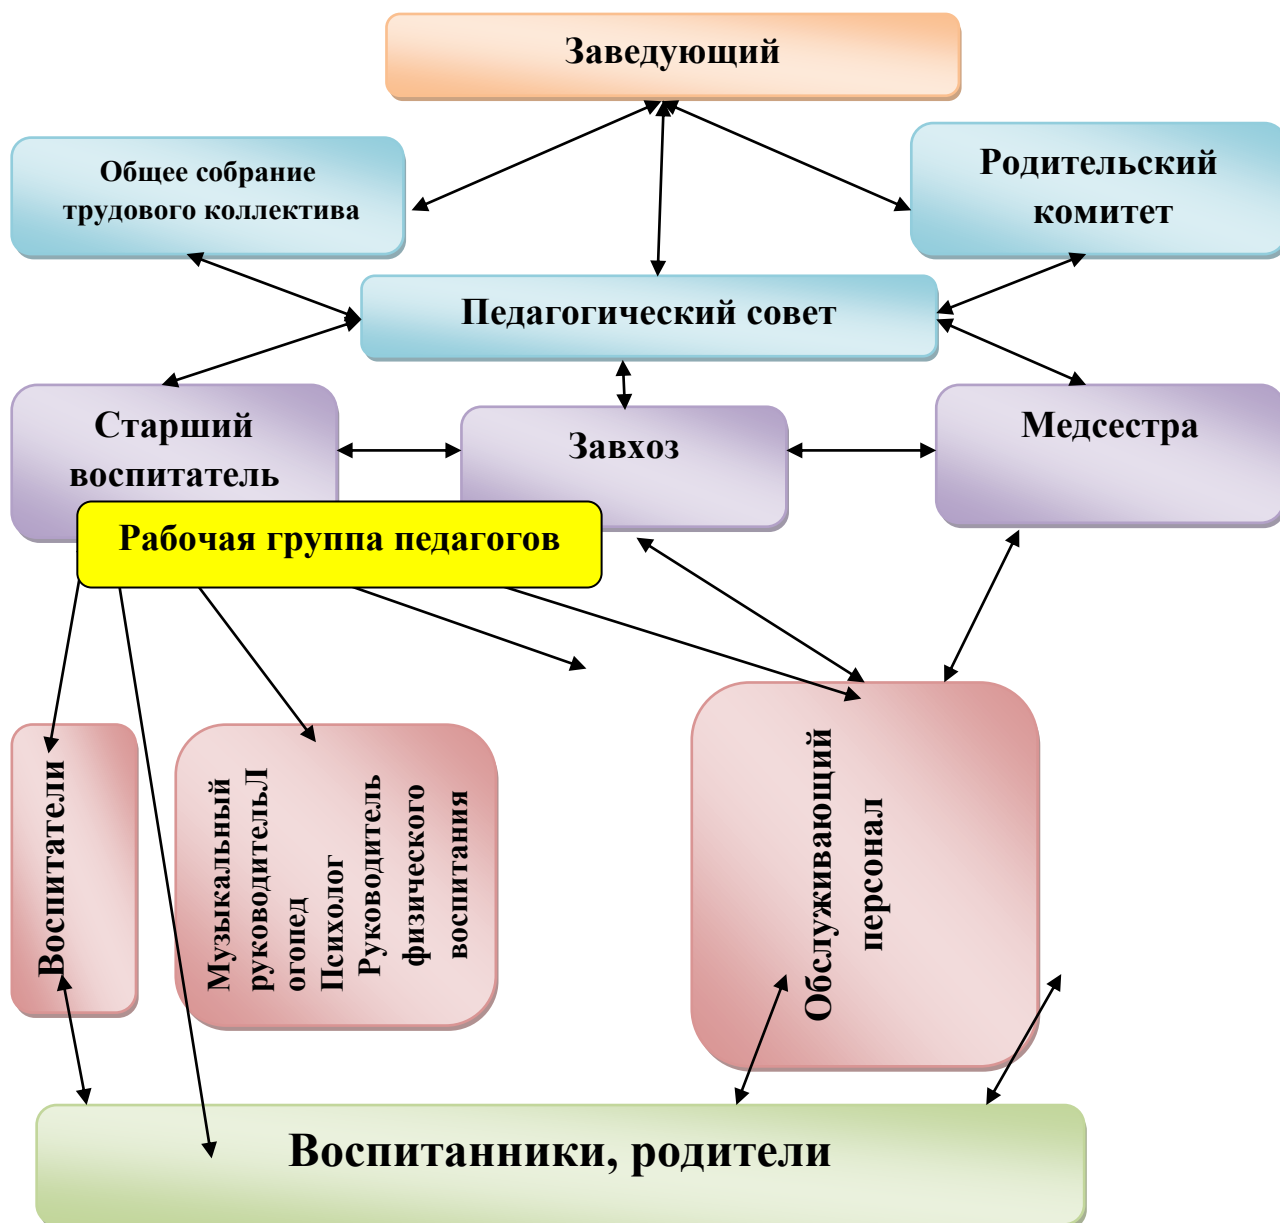 Заведующий
Общее собрание
трудового коллектива
Родительский
комитет
Педагогический совет
Старший
воспитатель
Завхоз
Медсестра
Рабочая группа педагогов
Воспитатели
Музыкальный
руководительЛ
огопед
Психолог
Руководитель
физического
воспитания
Обслуживающий
персонал
Воспитанники, родители